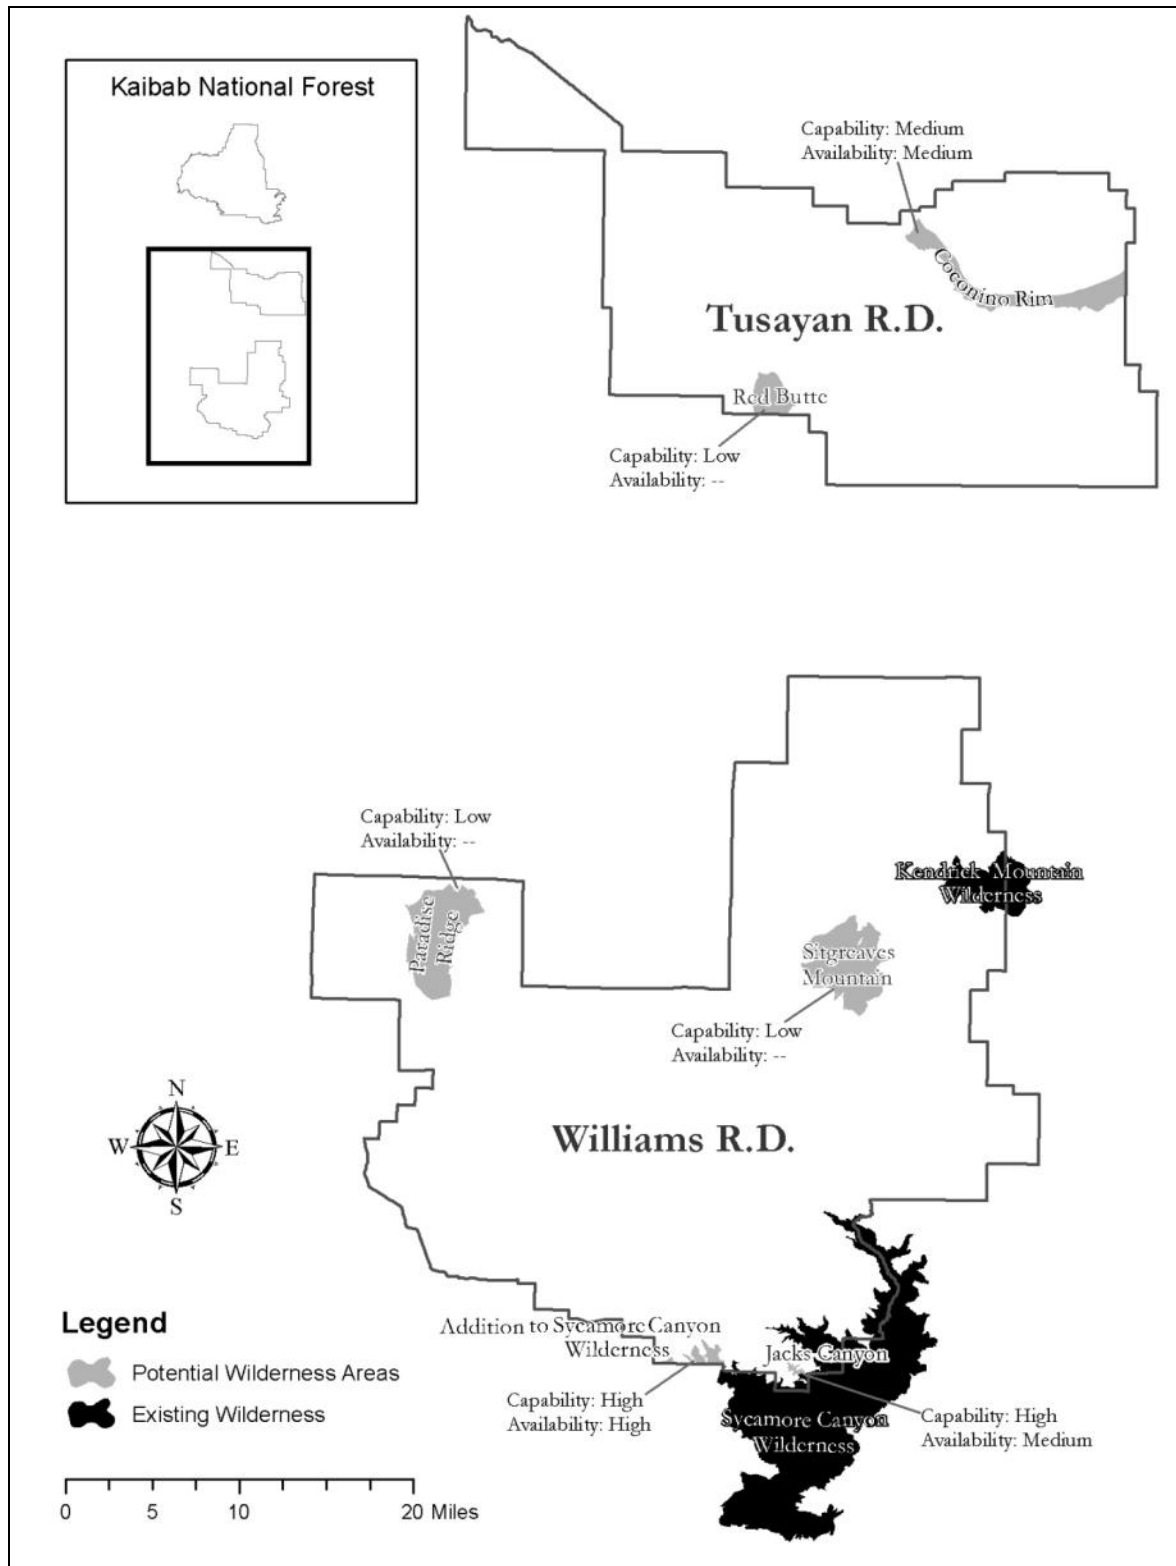 Kaibab National Forest
Capability: Medium
Availability: Medium
Coconino Rim
Tusayan R.D.
Red Butte
Capability: Low
Availability: --
Capability: Low
Availability: --
Kendrick Mountain
Wilderness
Paradise
Ridge
Sitgreaves
Mountain
Capability: Low
Availability: --
N
W
E
S
Williams R.D.
Legend
Potential Wilderness Areas
Existing Wilderness
Addition to Sycamore Canyon
Wilderness
Jacks Canyon
Capability: High
Availability: High
Sycamore Canyon
Wilderness
Capability: High
Availability: Medium
0 5 10 20 Miles